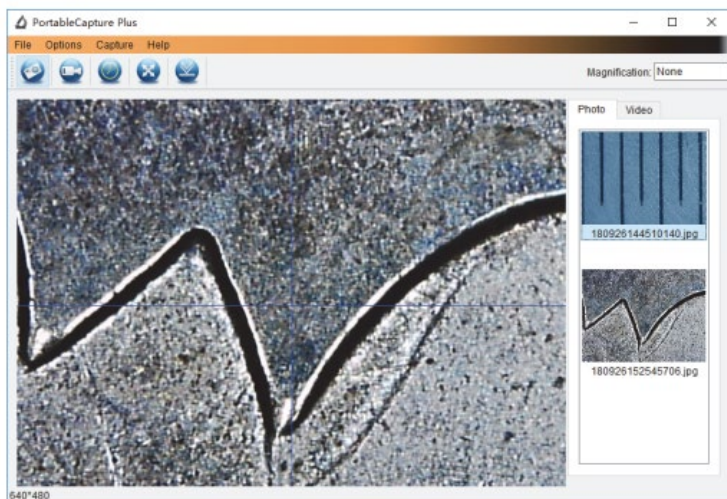 PortableCapture Plus
File Options Capture Help
Magnification: None
Photo Video
180926144510140.jpg
180926152545706.jpg
640*480